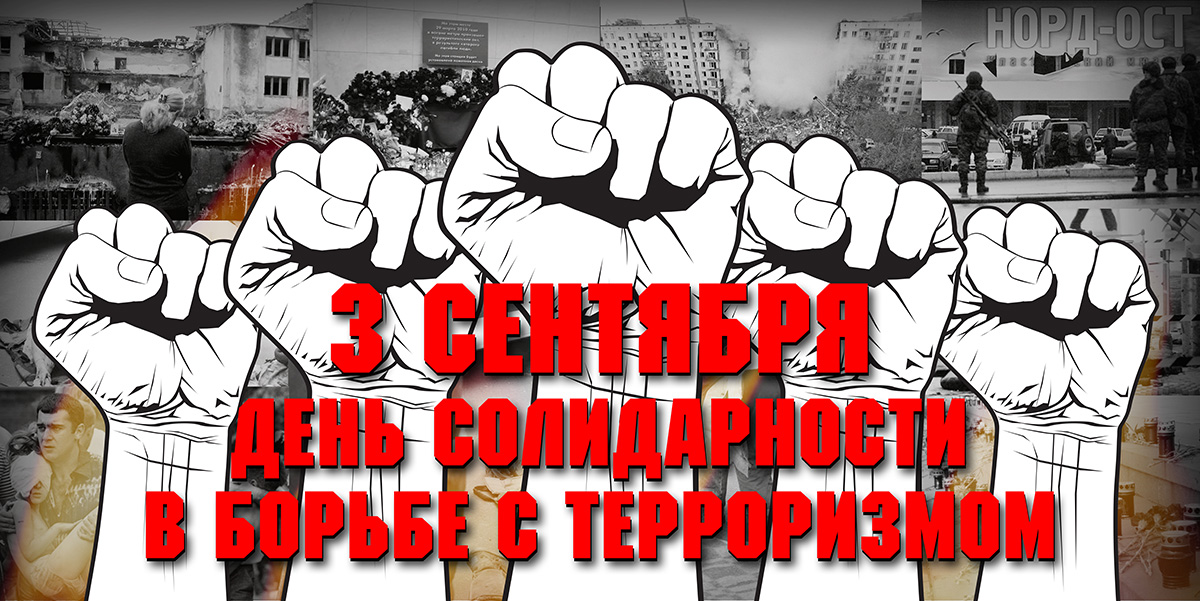 НОРД-ОСТ
3 СЕНТЯБРЯ
ДЕНЬ СОЛИДАРНОСТИ
В БОРЬБЕ С ТЕРРОРИЗМОМ